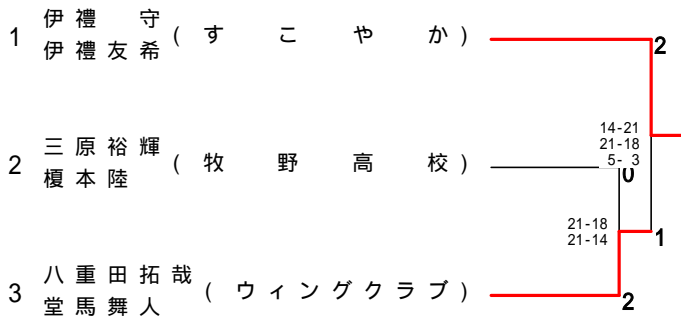 1 伊禮 守
伊禮友希 (すこやか) 2
14-21
21-18
5- 3
2 三原裕輝
榎本陸 (牧野高校) 0
21-18
21-14
1
3 八重田拓哉
堂馬舞人 (ウィングクラブ) 2